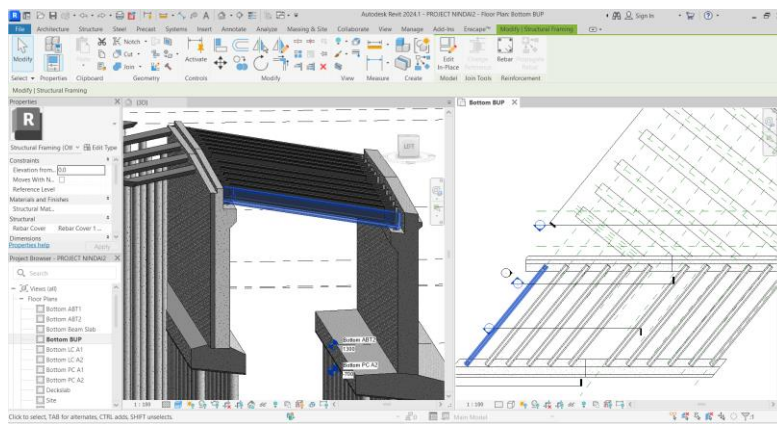 Autodesk Revit 2024.1 - PROJECT NINDAI2 - Floor Plan: Bottom BUP
Sign In
File Architecture Structure Steel Precast Systems Insert Annotate Analyze Massing & Site Collaborate View Manage Add-Ins Enscape™ Modify | Structural Framing
Modify
Notch
Cut
Join
Activate
Edit
In-Place
Rebar
Select Properties Clipboard Geometry Controls Modify View Measure Create Model Join Tools Reinforcement
Modify | Structural Framing
Properties
R
Structural Framing (Oth
Edit Type
Constraints
Elevation from... 0.0
Moves With N...
Reference Level
Materials and Finishes
Structural Mat...
Structural
Rebar Cover Rebar Cover 1 ...
Dimensions
Properties help
Apply
Project Browser - PROJECT NINDAI2
Search
Views (all)
Floor Plans
Bottom ABT1
Bottom ABT2
Bottom Beam Slab
Bottom BUP
Bottom LC A1
Bottom LC A2
Bottom PC A1
Bottom PC A2
Deckslab
Site
{3D}
LEFT
Bottom ABT2
1300
Bottom PC A2
-700
1 : 100
Bottom BUP
1 : 100
Click to select, TAB for alternates, CTRL adds, SHIFT unselects.
Main Model